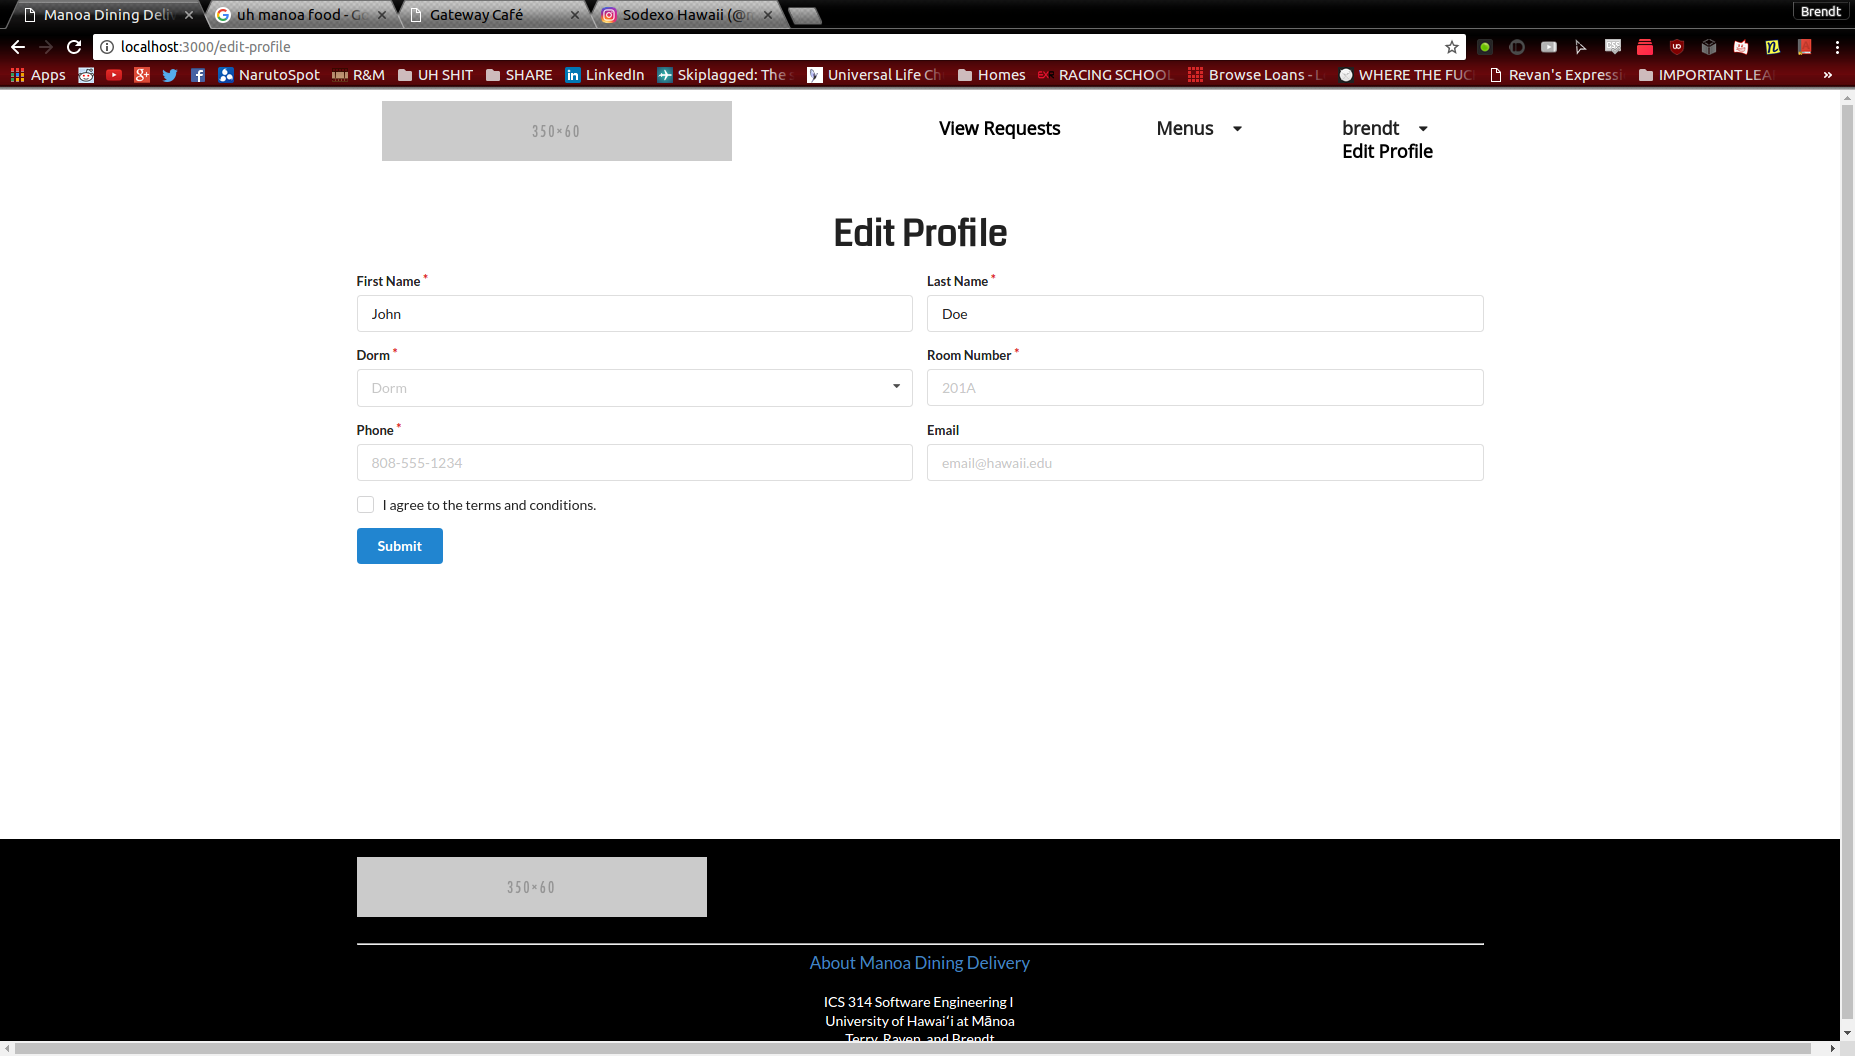 Manoa Dining Deli
uh manoa food - G
Gateway Café
Sodexo Hawaii (@
Brendt
localhost:3000/edit-profile
Apps
NarutoSpot
R&M
UH SHIT
SHARE
LinkedIn
Skiplagged: The
Universal Life Ch
Homes
RACING SCHOOL
Browse Loans - L
WHERE THE FUC
Revan's Expressi
IMPORTANT LEA
»
350×60
View Requests
Menus
brendt
Edit Profile
Edit Profile
First Name *
Last Name *
John
Doe
Dorm *
Room Number *
Dorm
201A
Phone *
Email
808-555-1234
email@hawaii.edu
I agree to the terms and conditions.
Submit
350×60
About Manoa Dining Delivery
ICS 314 Software Engineering I
University of Hawaiʻi at Mānoa
Terry, Raven, and Brendt